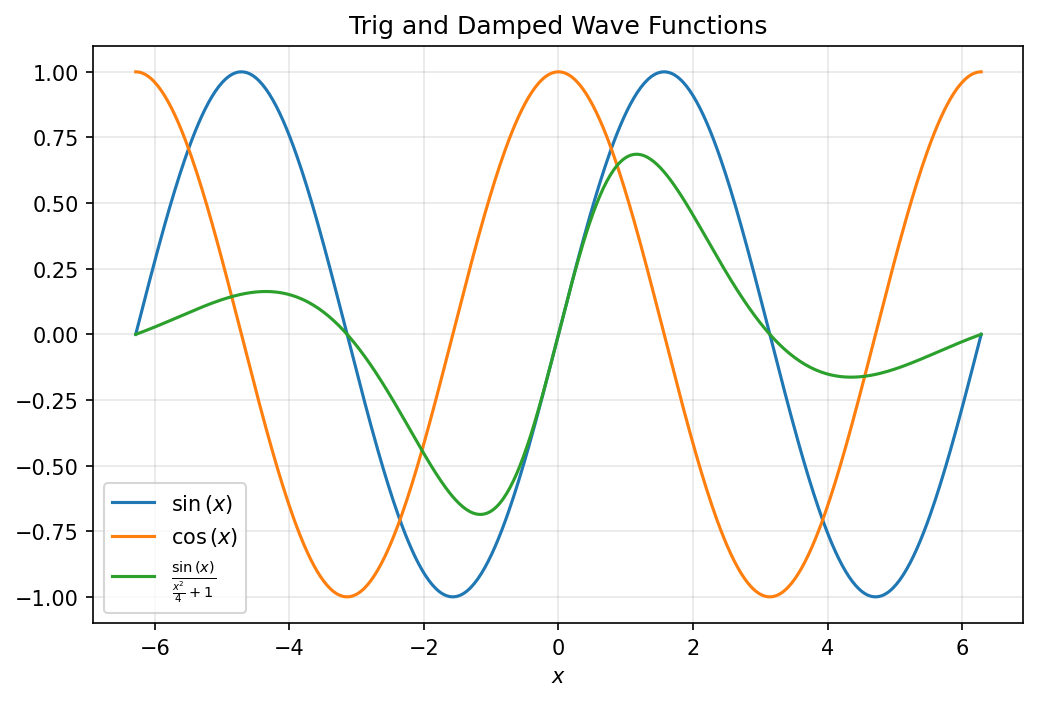 Trig and Damped Wave Functions
1.00
0.75
0.50
0.25
0.00
−0.25
−0.50
−0.75
−1.00
sin (x)
cos (x)
sin (x)
x²
4 + 1
−6 −4 −2 0 2 4 6
x